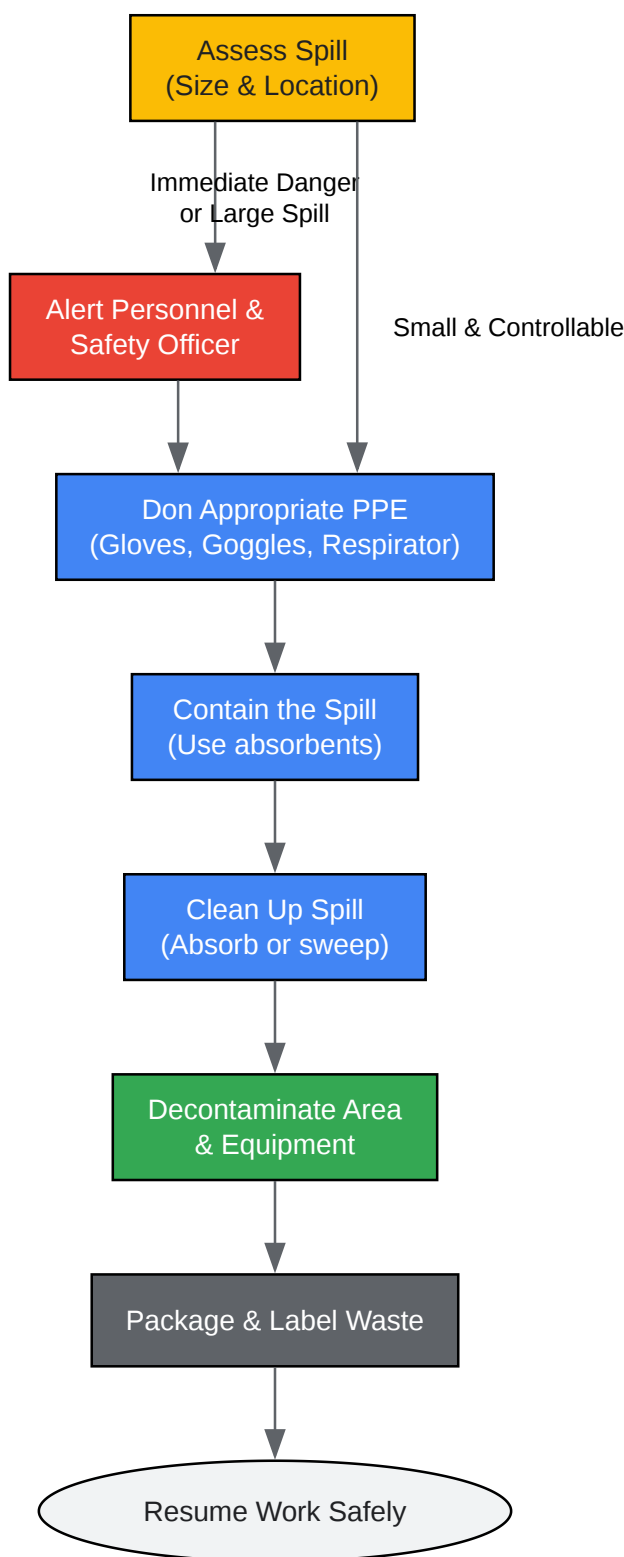 Assess Spill
(Size & Location)
Immediate Danger
or Large Spill
Alert Personnel &
Safety Officer
Small & Controllable
Don Appropriate PPE
(Gloves, Goggles, Respirator)
Contain the Spill
(Use absorbents)
Clean Up Spill
(Absorb or sweep)
Decontaminate Area
& Equipment
Package & Label Waste
Resume Work Safely